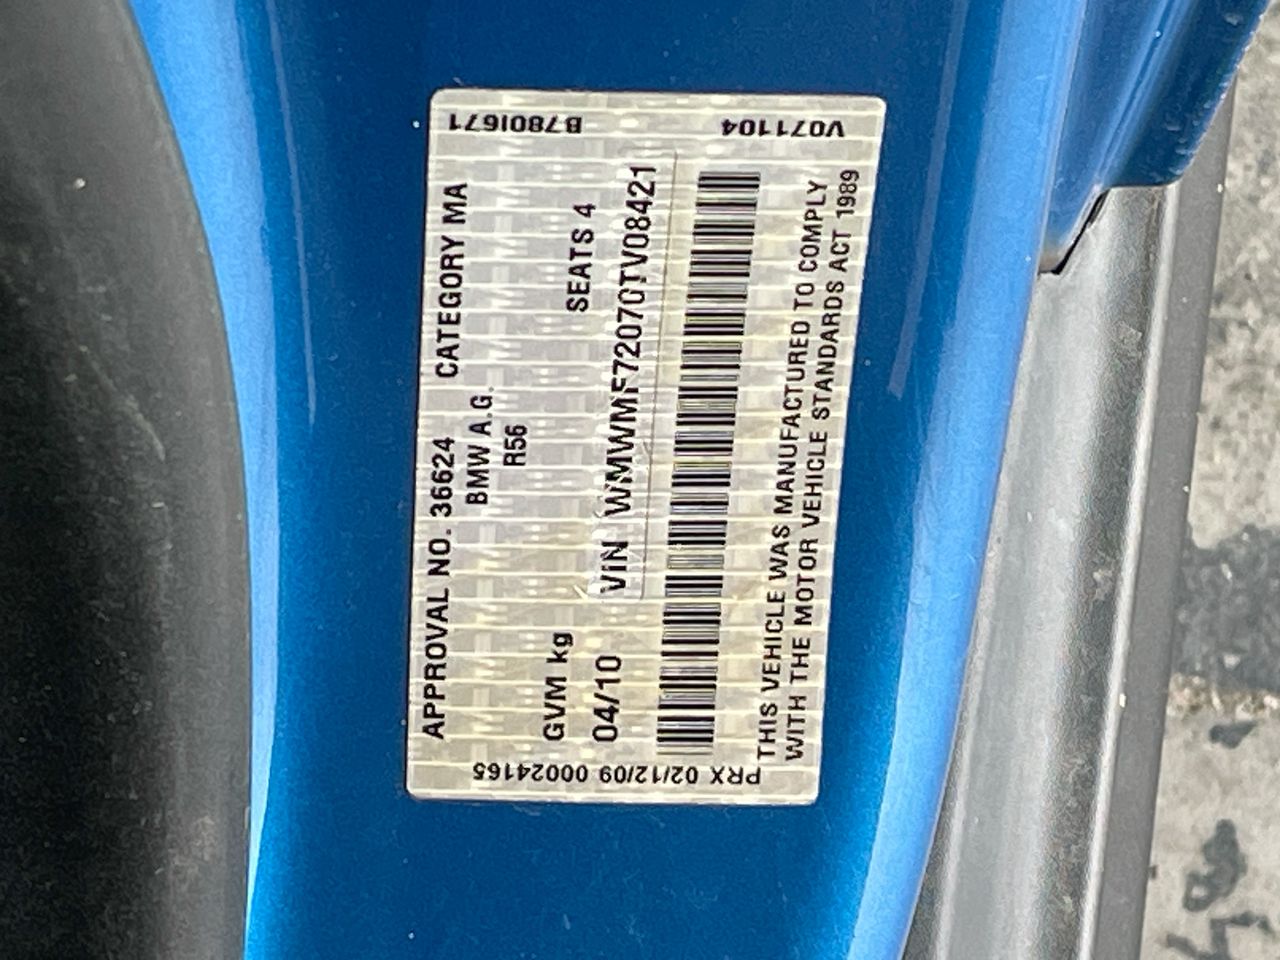 APPROVAL NO. 36624 CATEGORY MA
BMW A.G.
R56
GVM kg SEATS 4
04/10 VIN WMWMF72070TV08421
THIS VEHICLE WAS MANUFACTURED TO COMPLY
WITH THE MOTOR VEHICLE STANDARDS ACT 1989
PRX 02/12/09 00024165
V071104
B7801671